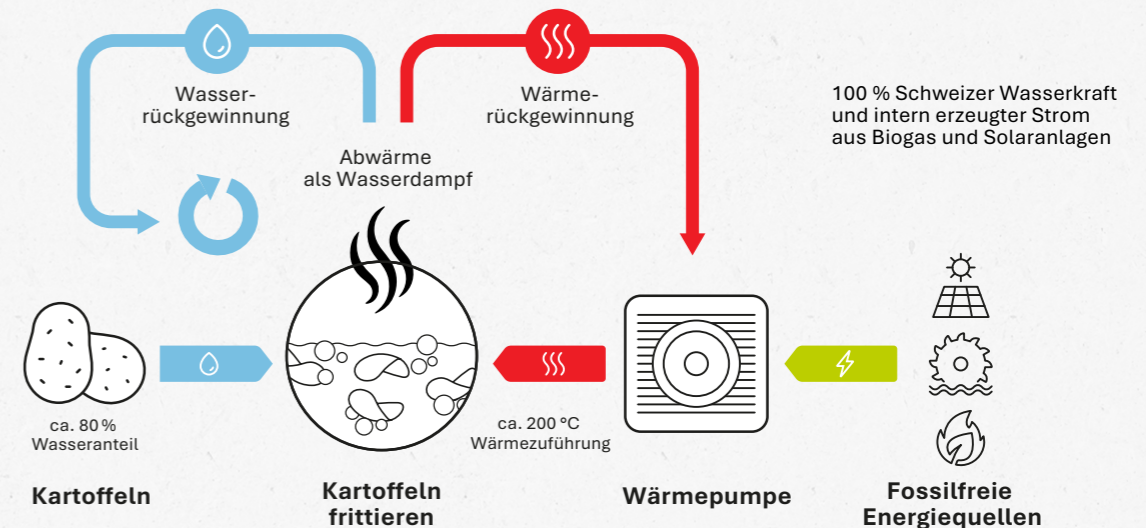 Wasser-
rückgewinnung
Wärme-
rückgewinnung
100 % Schweizer Wasserkraft
und intern erzeugter Strom
aus Biogas und Solaranlagen
Abwärme
als Wasserdampf
ca. 80 %
Wasseranteil
ca. 200 °C
Wärmezuführung
Kartoffeln
Kartoffeln
frittieren
Wärmepumpe
Fossilfreie
Energiequellen